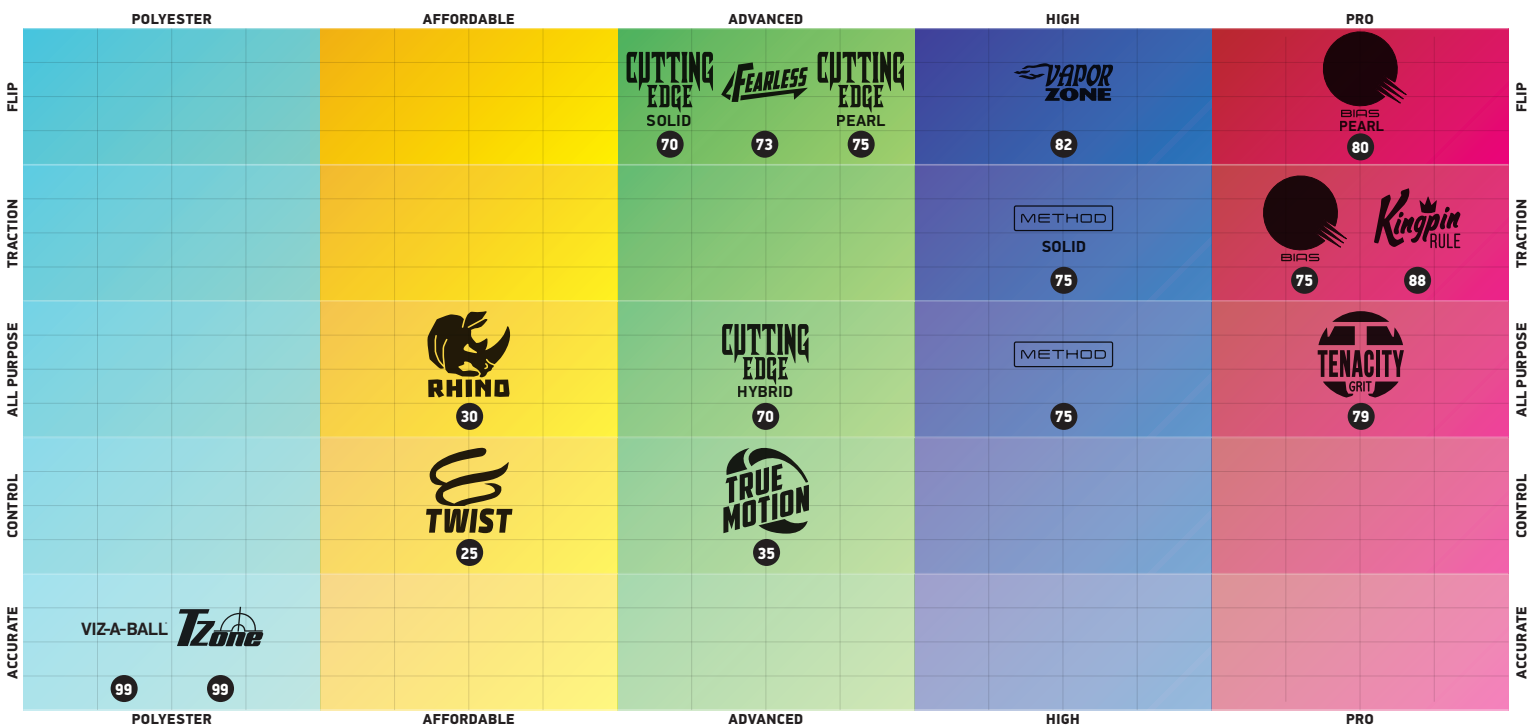 POLYESTER AFFORDABLE ADVANCED HIGH PRO
FLIP
CUTTING EDGE SOLID
70
FEARLESS
73
CUTTING EDGE PEARL
75
VAPOR ZONE
82
BIAS PEARL
80
FLIP
TRACTION
METHOD
SOLID
75
BIAS
75
Kingpin RULE
88
TRACTION
ALL PURPOSE
RHINO
30
CUTTING EDGE HYBRID
70
METHOD
75
TENACITY GRIT
79
ALL PURPOSE
CONTROL
TWIST
25
TRUE MOTION
35
CONTROL
ACCURATE
VIZ-A-BALL
99
TZone
99
ACCURATE
POLYESTER AFFORDABLE ADVANCED HIGH PRO